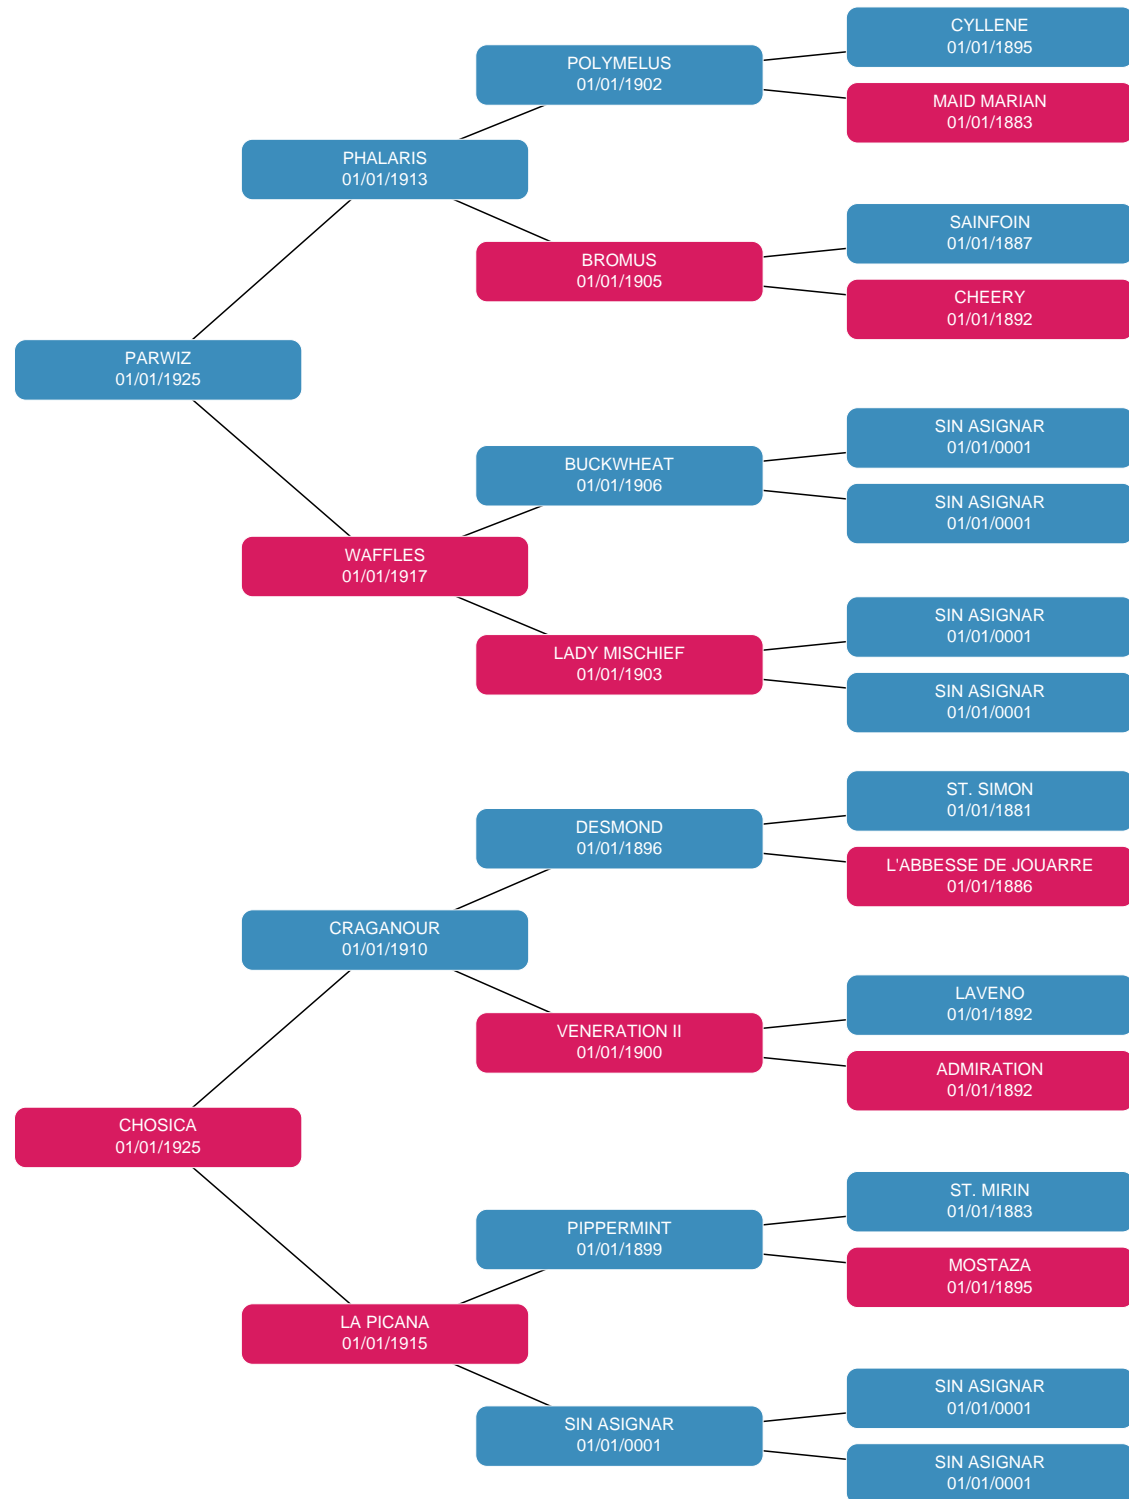 CYLLENE
01/01/1895
POLYMELUS
01/01/1902
MAID MARIAN
01/01/1883
PHALARIS
01/01/1913
SAINFOIN
01/01/1887
BROMUS
01/01/1905
CHEERY
01/01/1892
PARWIZ
01/01/1925
SIN ASIGNAR
01/01/0001
BUCKWHEAT
01/01/1906
SIN ASIGNAR
01/01/0001
WAFFLES
01/01/1917
SIN ASIGNAR
01/01/0001
LADY MISCHIEF
01/01/1903
SIN ASIGNAR
01/01/0001
ST. SIMON
01/01/1881
DESMOND
01/01/1896
L'ABBESSE DE JOUARRE
01/01/1886
CRAGANOUR
01/01/1910
LAVENO
01/01/1892
VENERATION II
01/01/1900
ADMIRATION
01/01/1892
CHOSICA
01/01/1925
ST. MIRIN
01/01/1883
PIPPERMINT
01/01/1899
MOSTAZA
01/01/1895
LA PICANA
01/01/1915
SIN ASIGNAR
01/01/0001
SIN ASIGNAR
01/01/0001
SIN ASIGNAR
01/01/0001